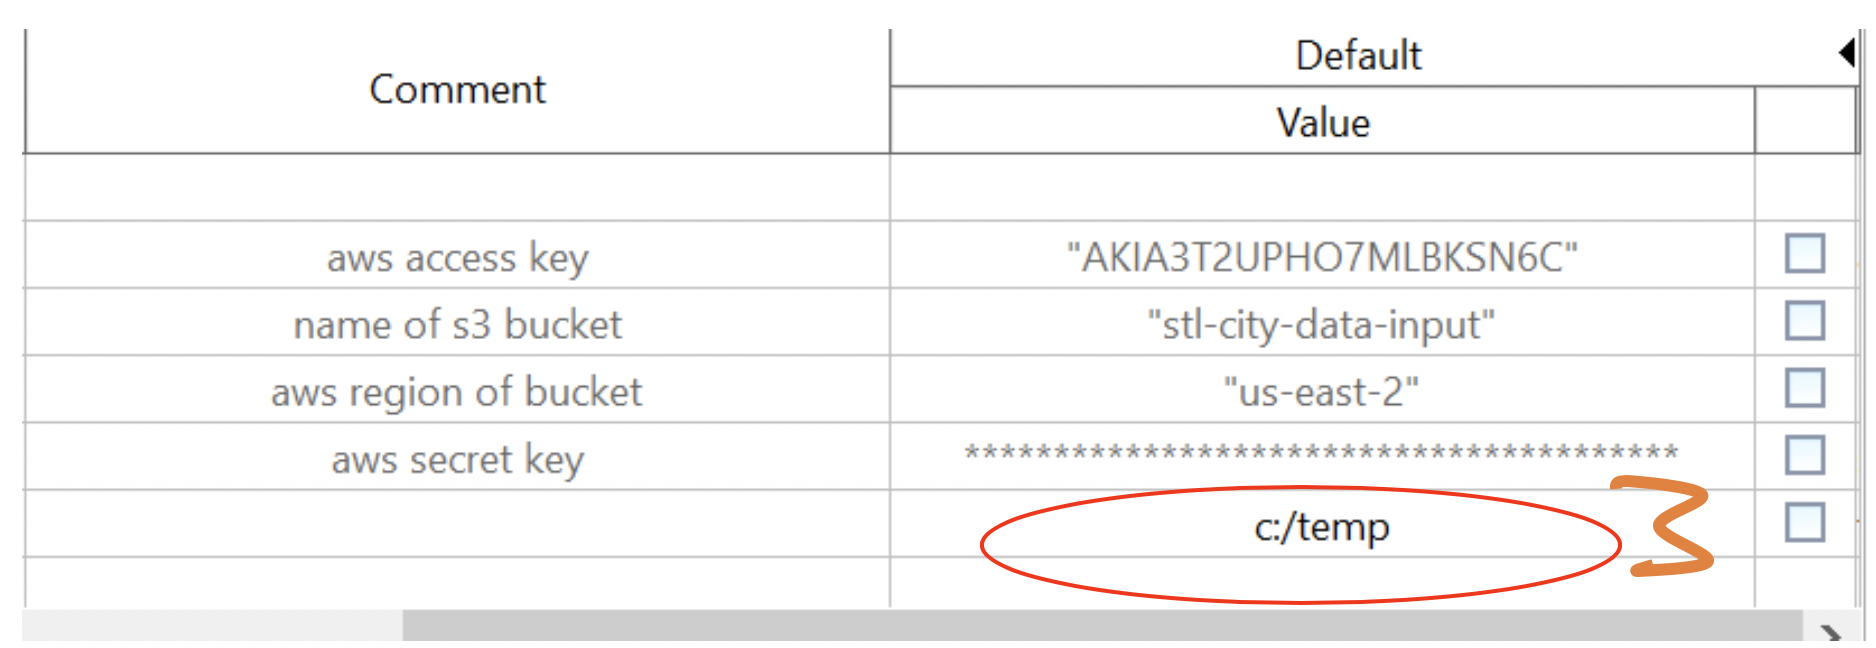 Default
Comment
Value
aws access key "AKIA3T2UPHO7MLBKSN6C"
name of s3 bucket "stl-city-data-input"
aws region of bucket "us-east-2"
aws secret key ****************************************
c:/temp 3